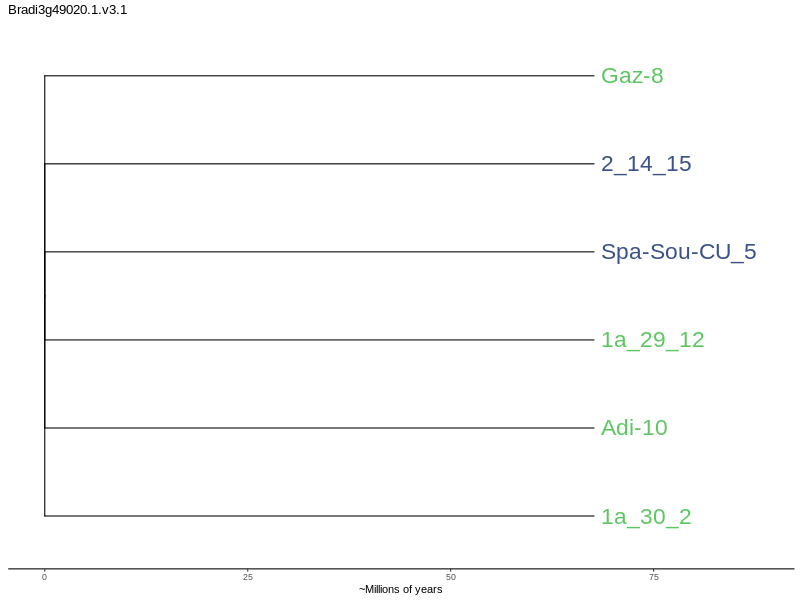 Bradi3g49020.1.v3.1
Gaz-8
2_14_15
Spa-Sou-CU_5
1a_29_12
Adi-10
1a_30_2
0 25 50 75
~Millions of years